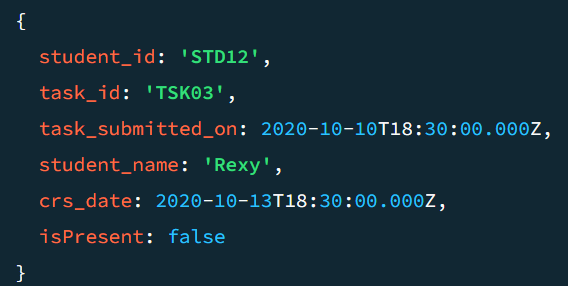 {
student_id: 'STD12',
task_id: 'TSK03',
task_submitted_on: 2020-10-10T18:30:00.000Z,
student_name: 'Rexy',
crs_date: 2020-10-13T18:30:00.000Z,
isPresent: false
}